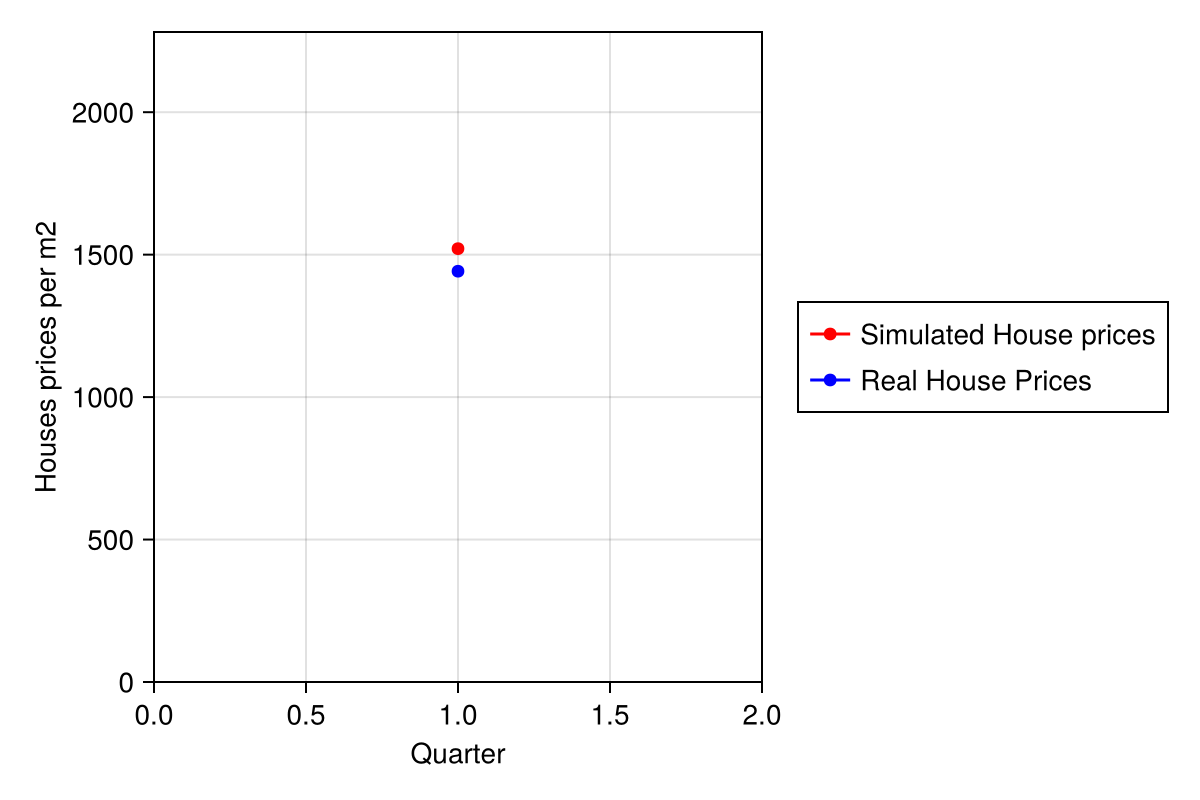 2000
1500
1000
500
0
Houses prices per m2
0.0 0.5 1.0 1.5 2.0
Quarter
Simulated House prices
Real House Prices